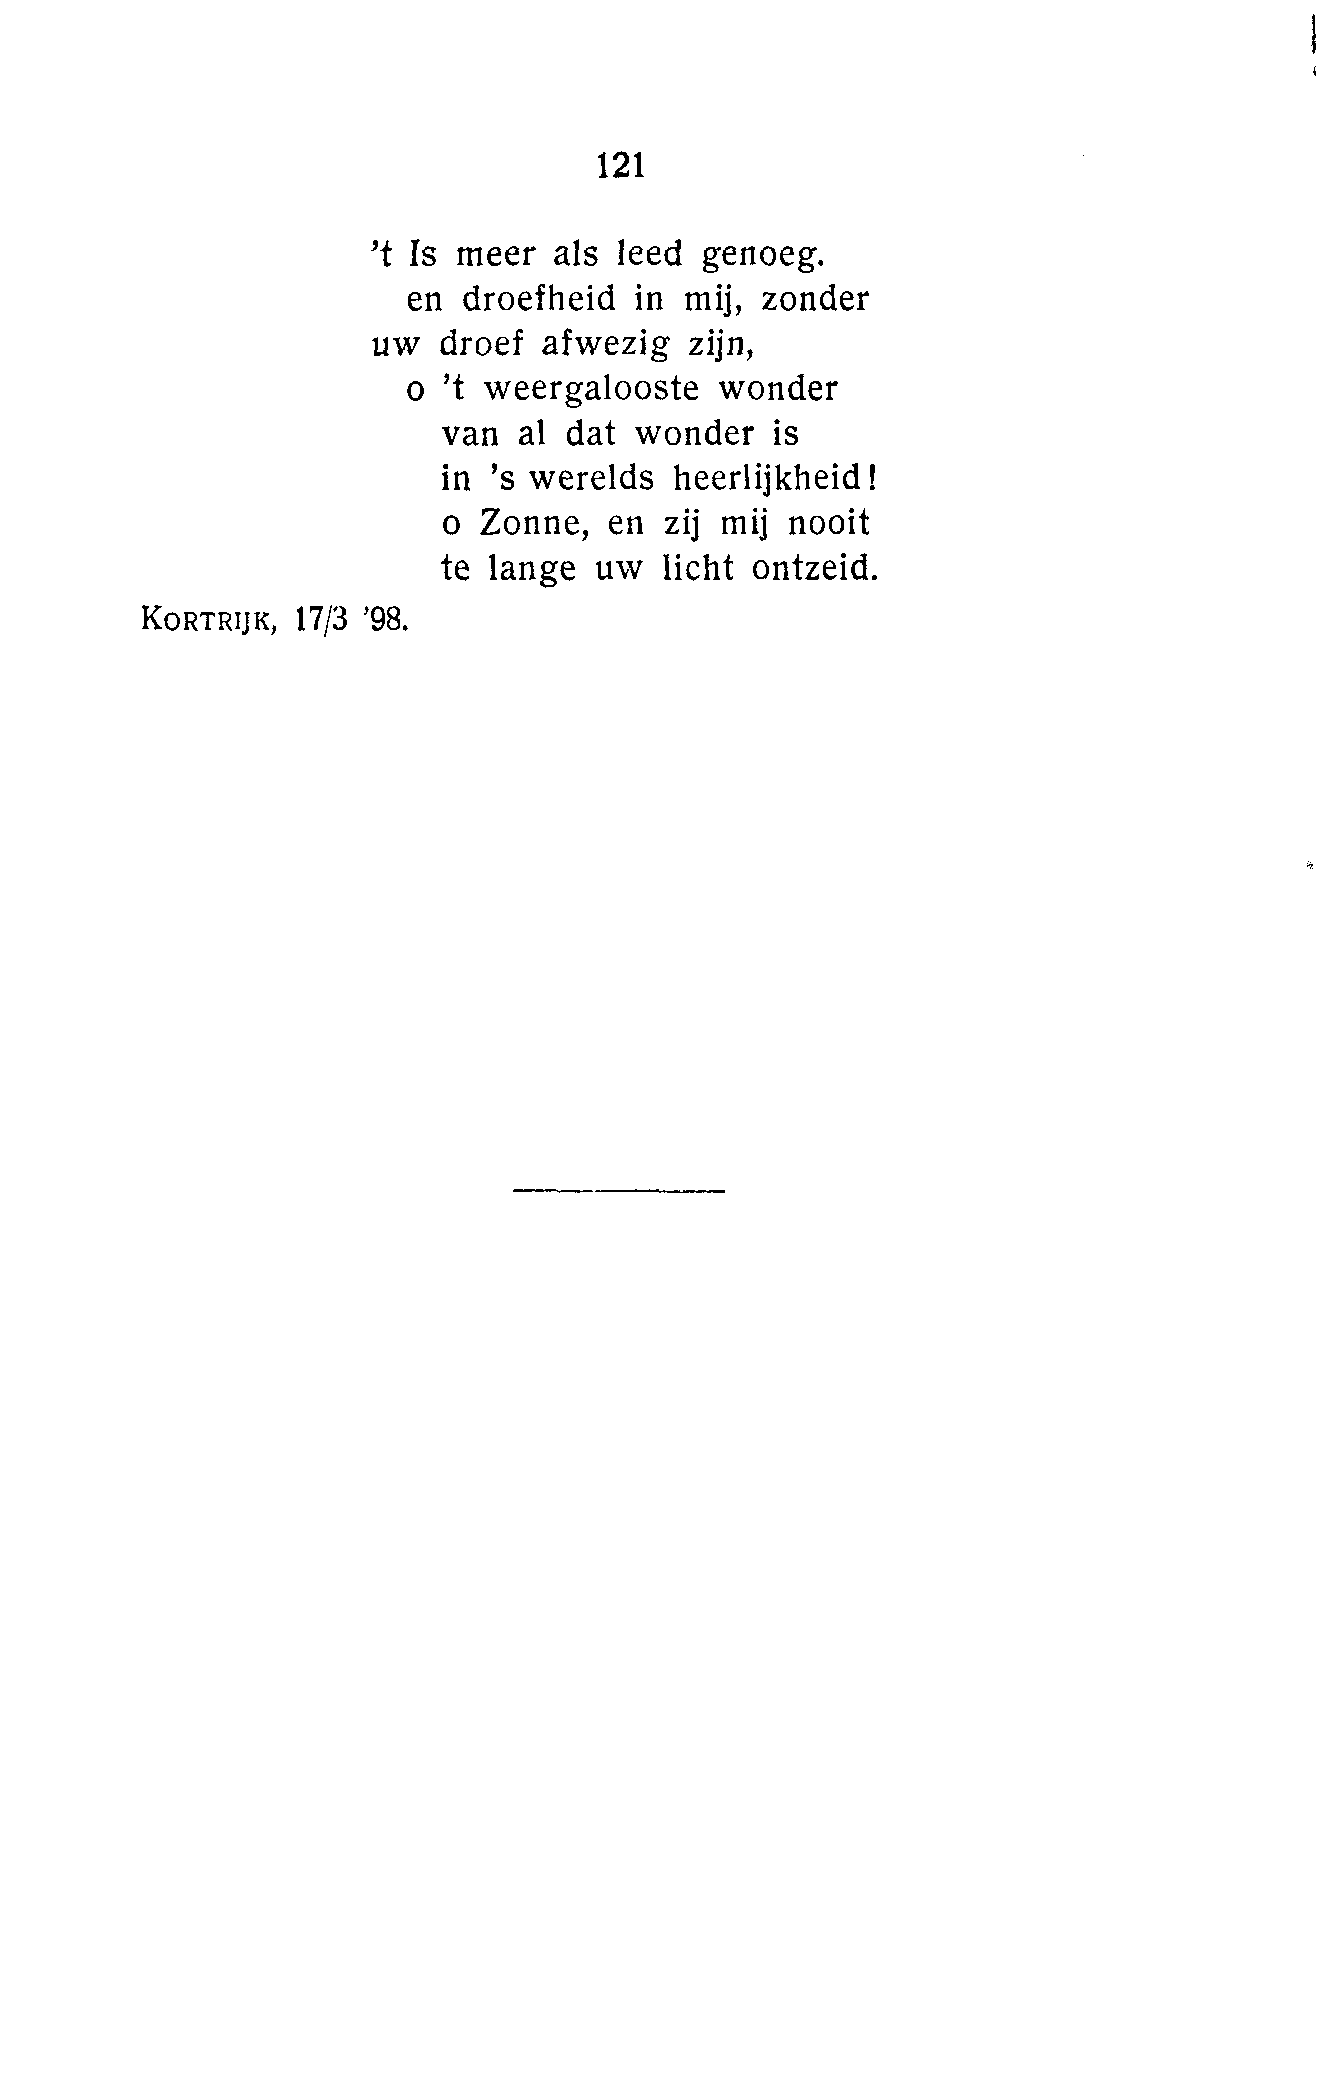 121
’t Is meer als leed genoeg.
en droefheid in mij, zonder
uw droef afwezig zijn,
o ’t weergalooste wonder
van al dat wonder is
in ’s werelds heerlijkheid!
o Zonne, en zij mij nooit
te lange uw licht ontzeid.
KORTRIJK, 17/3 ’98.